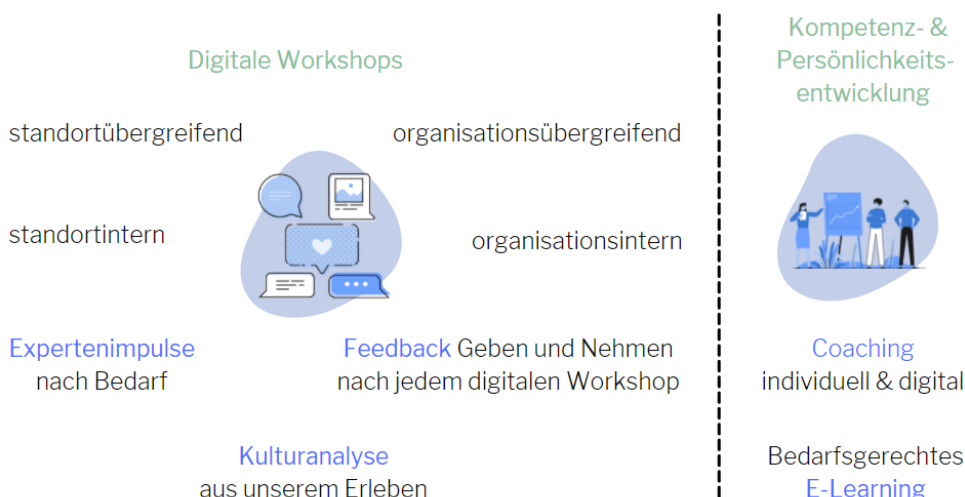 Digitale Workshops
standortübergreifend
organisationsübergreifend
standortintern
organisationsintern
Expertenimpulse
nach Bedarf
Feedback Geben und Nehmen
nach jedem digitalen Workshop
Kulturanalyse
aus unserem Erleben
Kompetenz- &
Persönlichkeits-
entwicklung
Coaching
individuell & digital
Bedarfsgerechtes
E-Learning